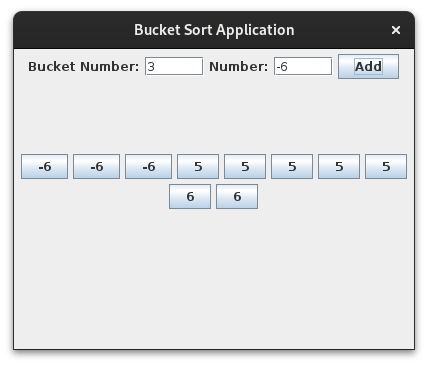 Bucket Sort Application ×
Bucket Number: 3 Number: -6 Add
-6 -6 -6 5 5 5 5 5
6 6